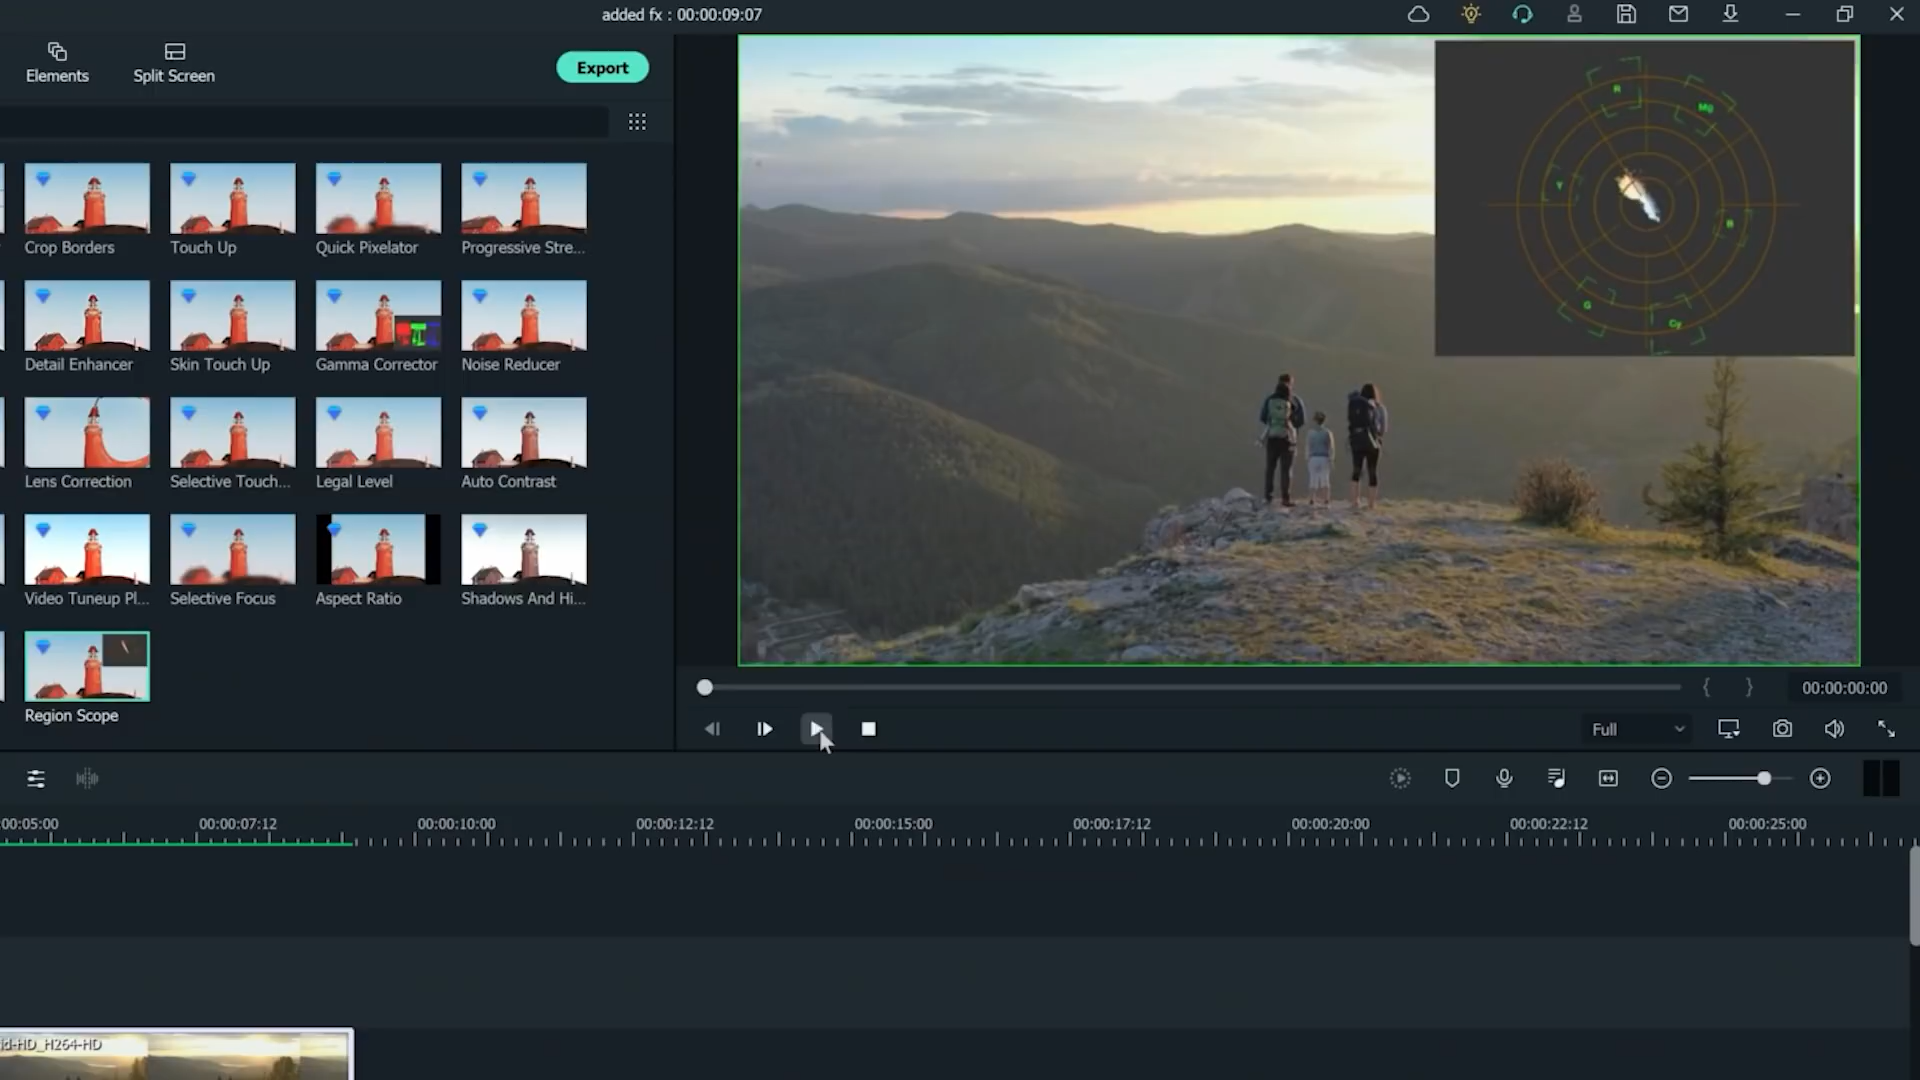 added fx : 00:00:09:07
Elements
Split Screen
Export
Crop Borders
Touch Up
Quick Pixelator
Progressive Stre...
Detail Enhancer
Skin Touch Up
Gamma Corrector
Noise Reducer
Lens Correction
Selective Touch...
Legal Level
Auto Contrast
Video Tuneup Pl...
Selective Focus
Aspect Ratio
Shadows And Hi...
Region Scope
R
Mg
Y
B
G
Cy
{ }
00:00:00:00
Full
00:05:00
00:00:07:12
00:00:10:00
00:00:12:12
00:00:15:00
00:00:17:12
00:00:20:00
00:00:22:12
00:00:25:00
id-HD_H264-HD